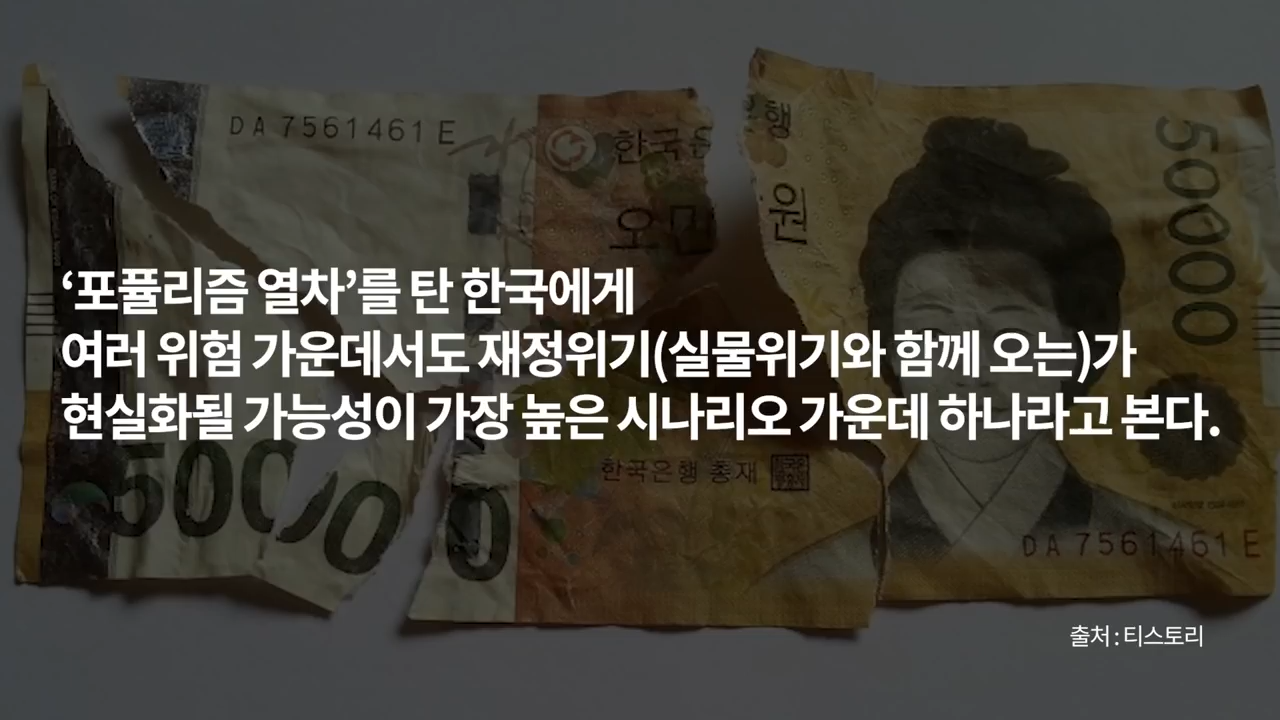 DA 7561461 E
한국은
행
오만
원
50000
‘포퓰리즘 열차’를 탄 한국에게
여러 위험 가운데서도 재정위기(실물위기와 함께 오는)가
현실화될 가능성이 가장 높은 시나리오 가운데 하나라고 본다.
50000
한국은행 총재
DA 7561461 E
출처 : 티스토리